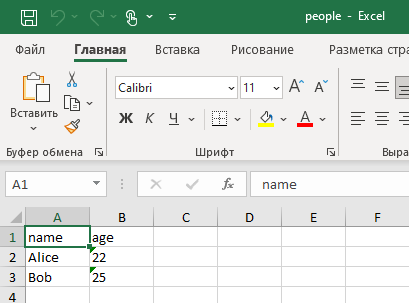 people - Excel
Файл Главная Вставка Рисование Разметка стра
Вставить
Calibri 11 A A
Ж К Ч А
Буфер обмена Шрифт Выра
A1 fx name
A B C D E F
1 name age
2 Alice 22
3 Bob 25
4